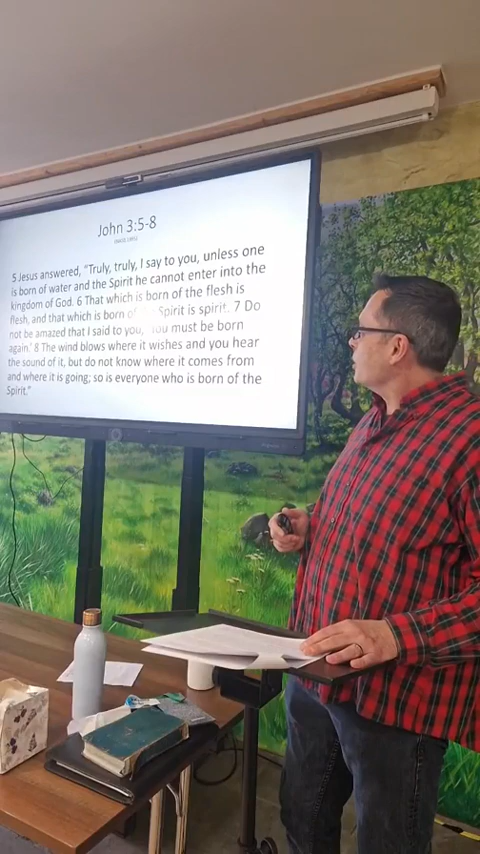 John 3:5-8
5 Jesus answered, "Truly, truly, I say to you, unless one
is born of water and the Spirit he cannot enter into the
kingdom of God. 6 That which is born of the flesh is
flesh, and that which is born of the Spirit is spirit. 7 Do
not be amazed that I said to you, 'You must be born
again.' 8 The wind blows where it wishes and you hear
the sound of it, but do not know where it comes from
and where it is going; so is everyone who is born of the
Spirit."